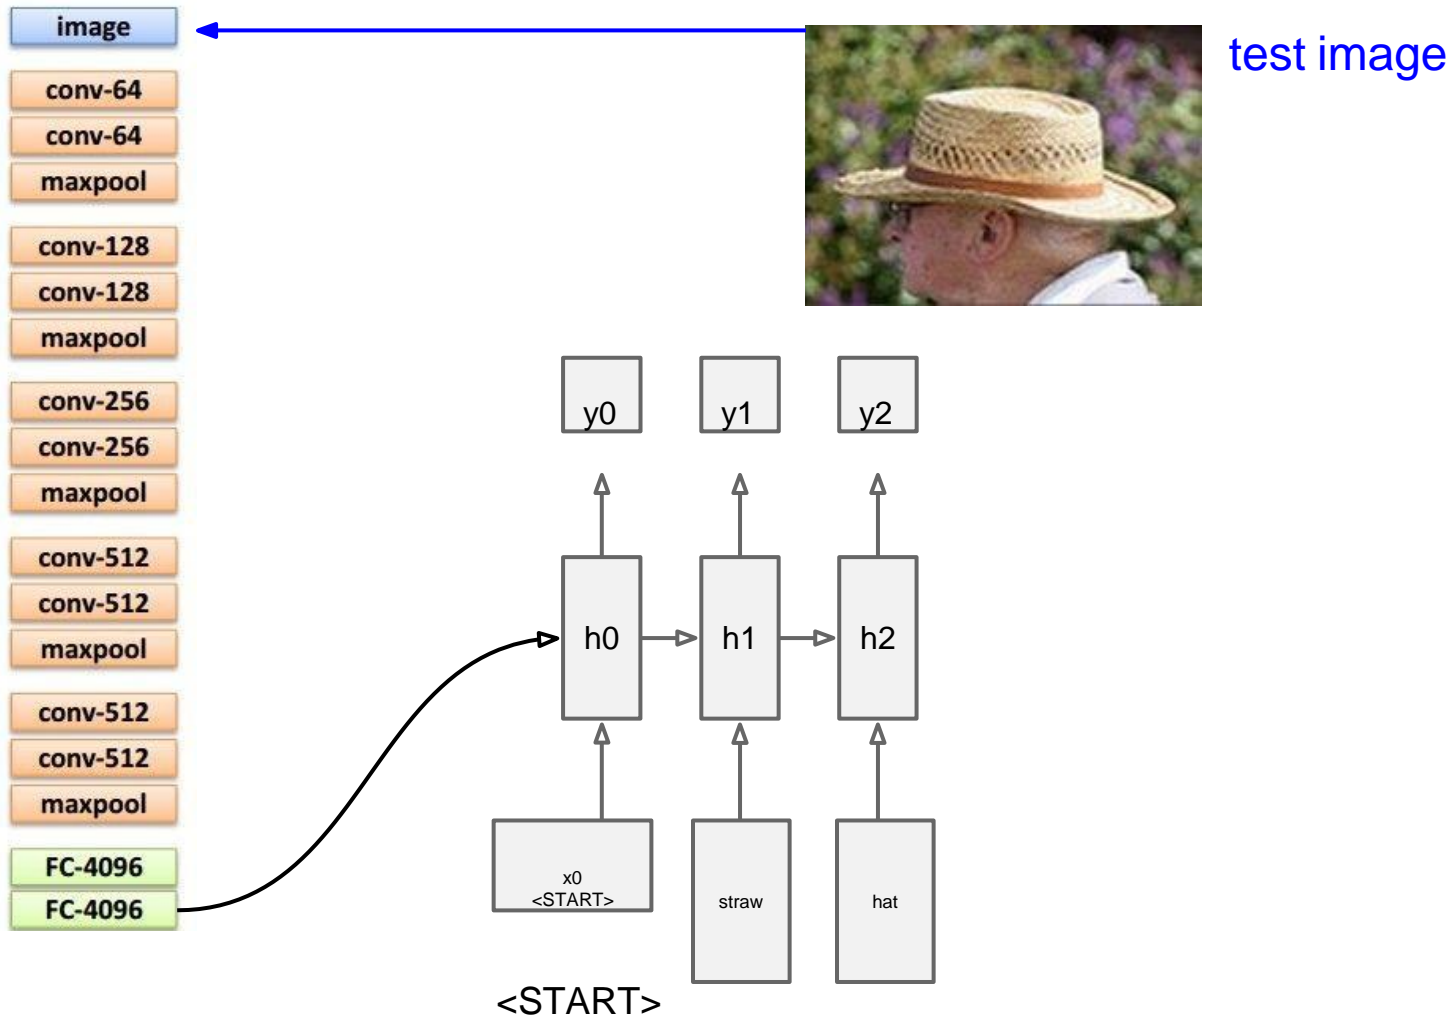 image
conv-64
conv-64
maxpool
conv-128
conv-128
maxpool
conv-256
conv-256
maxpool
conv-512
conv-512
maxpool
conv-512
conv-512
maxpool
FC-4096
FC-4096
test image
y0 y1 y2
h0 h1 h2
x0
<START> straw hat
<START>